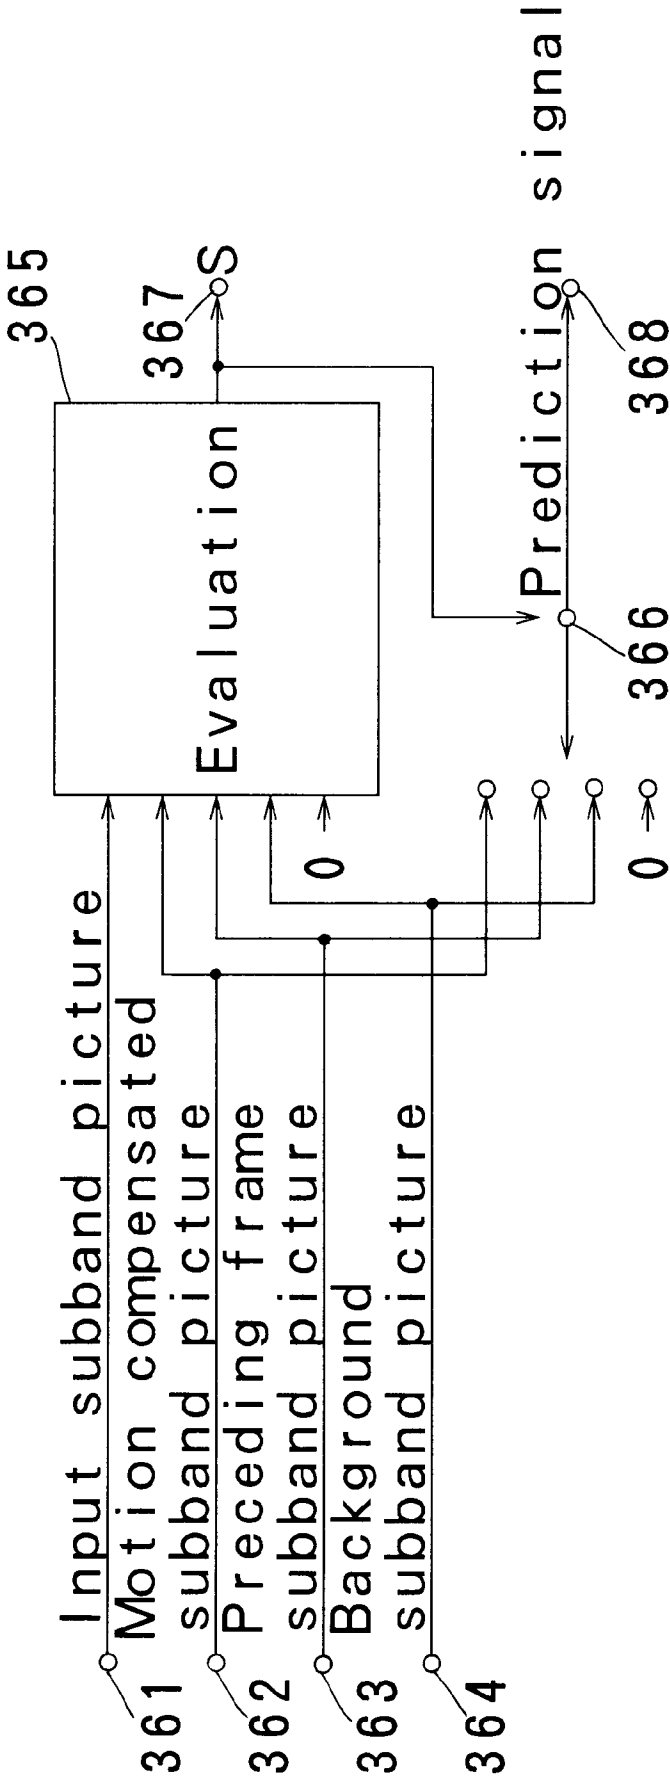 361
Input subband picture
362
Motion compensated
subband picture
363
Preceding frame
subband picture
364
Background
subband picture
0
Evaluation
365
367
S
0
366
Prediction signal
368